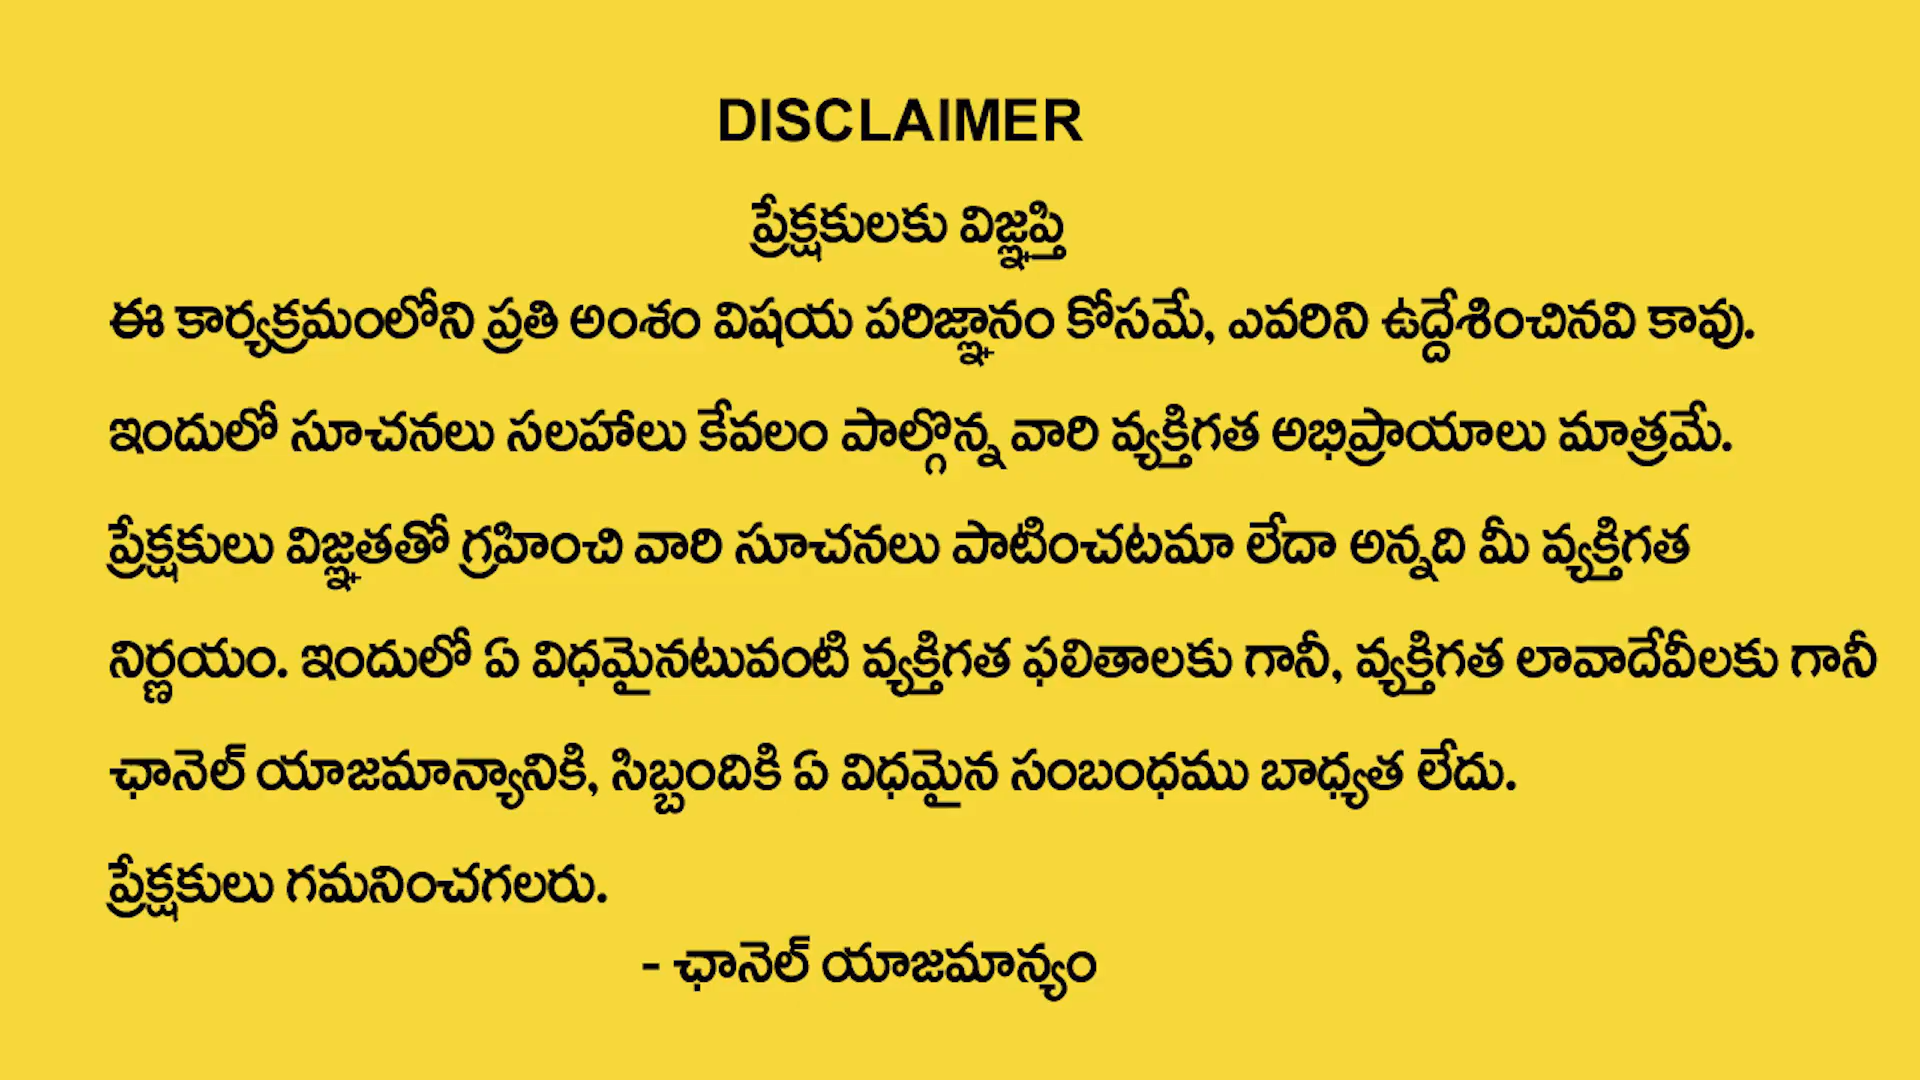 DISCLAIMER
ప్రేక్షకులకు విజ్ఞప్తి
ఈ కార్యక్రమంలోని ప్రతి అంశం విషయ పరిజ్ఞానం కోసమే, ఎవరిని ఉద్దేశించినవి కావు.
ఇందులో సూచనలు సలహాలు కేవలం పాల్గొన్న వారి వ్యక్తిగత అభిప్రాయాలు మాత్రమే.
ప్రేక్షకులు విజ్ఞతతో గ్రహించి వారి సూచనలు పాటించటమా లేదా అన్నది మీ వ్యక్తిగత
నిర్ణయం. ఇందులో ఏ విధమైనటువంటి వ్యక్తిగత ఫలితాలకు గానీ, వ్యక్తిగత లావాదేవీలకు గానీ
ఛానెల్ యాజమాన్యానికి, సిబ్బందికి ఏ విధమైన సంబంధము బాధ్యత లేదు.
ప్రేక్షకులు గమనించగలరు.
- ఛానెల్ యాజమాన్యం